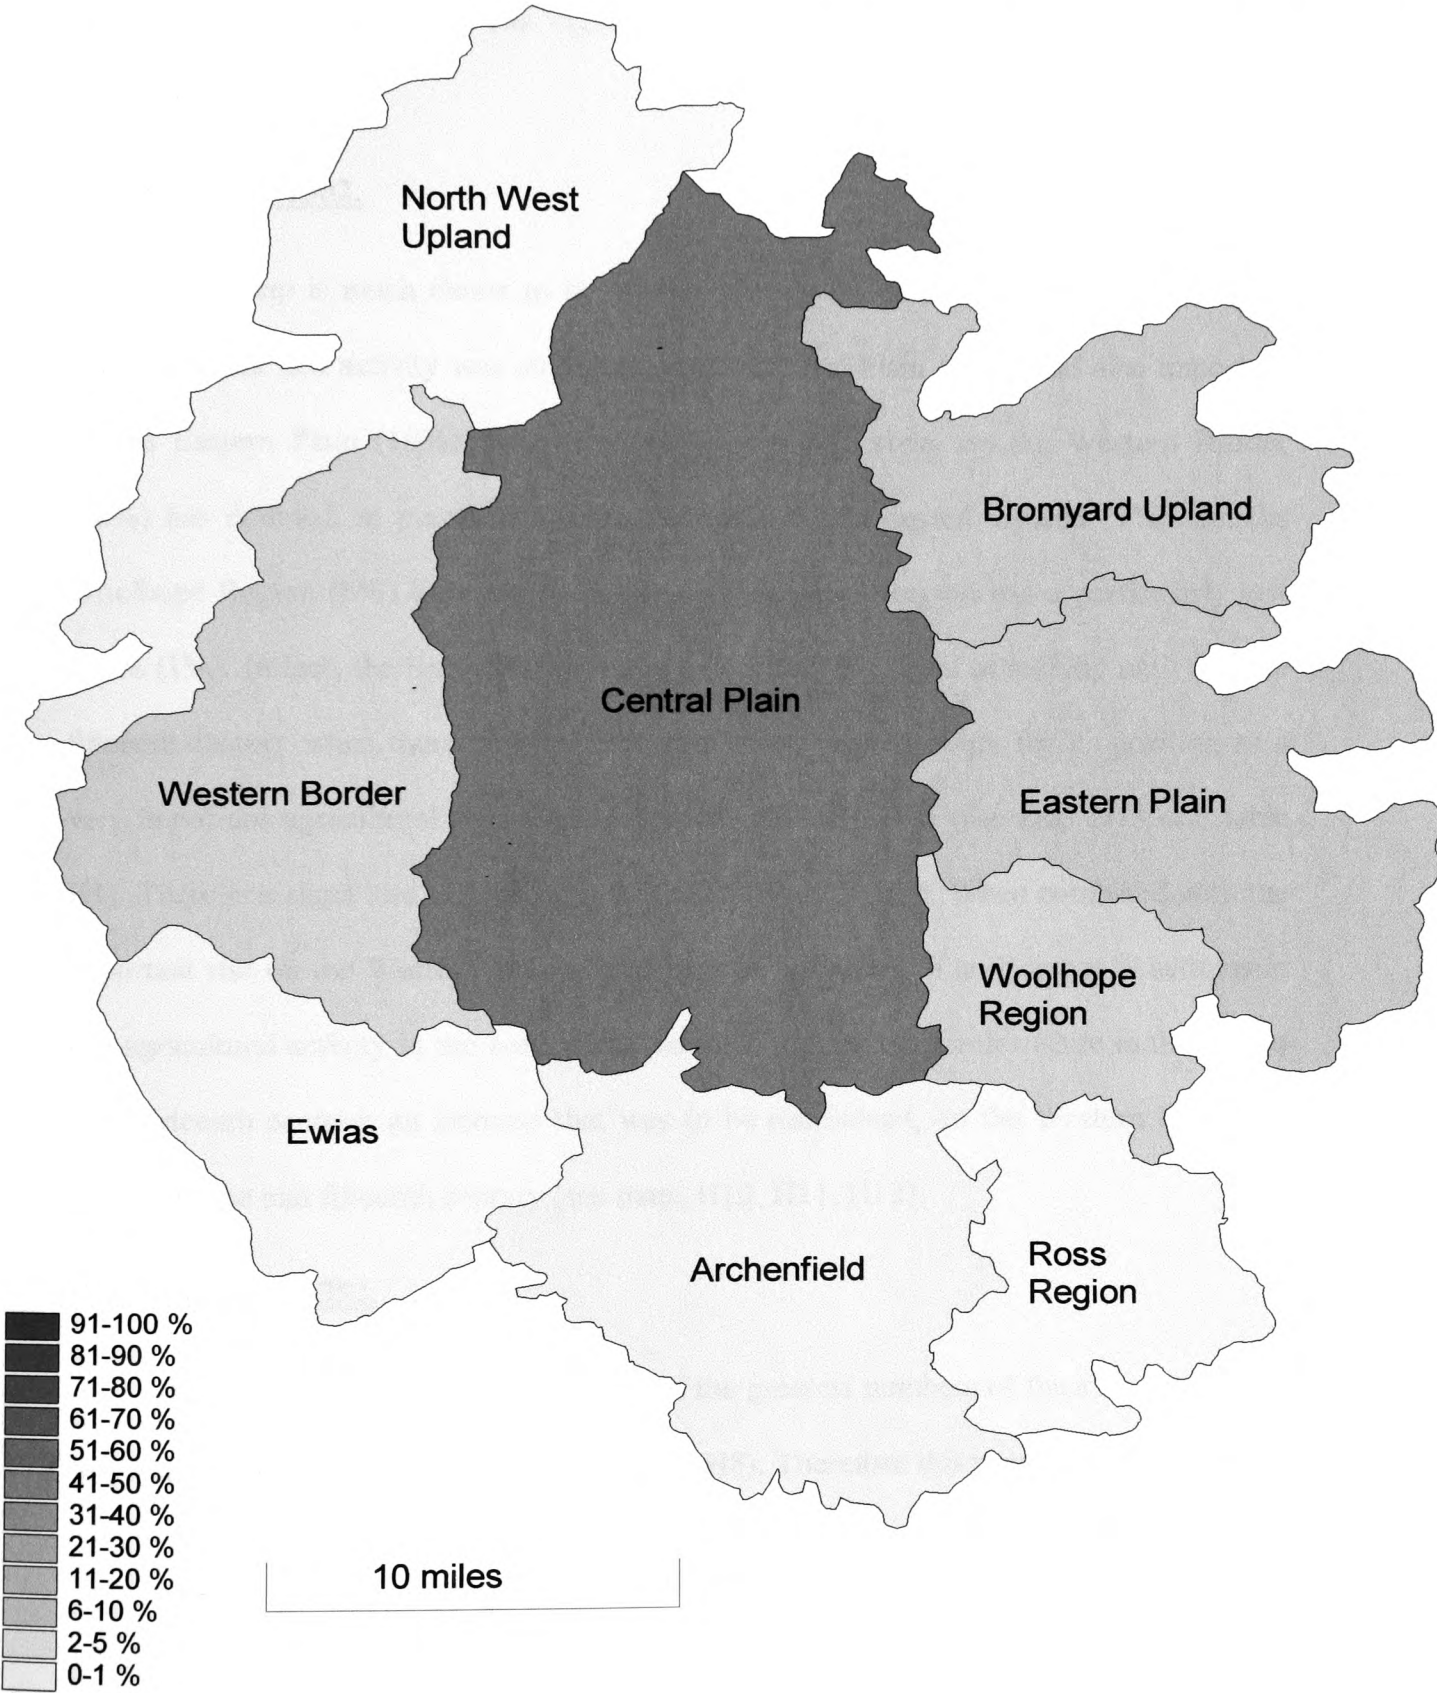 North West
Upland
Bromyard Upland
Central Plain
Western Border
Eastern Plain
Woolhope
Region
Ewias
Archenfield
Ross
Region
91-100 %
81-90 %
71-80 %
61-70 %
51-60 %
41-50 %
31-40 %
21-30 %
11-20 %
6-10 %
2-5 %
0-1 %
10 miles